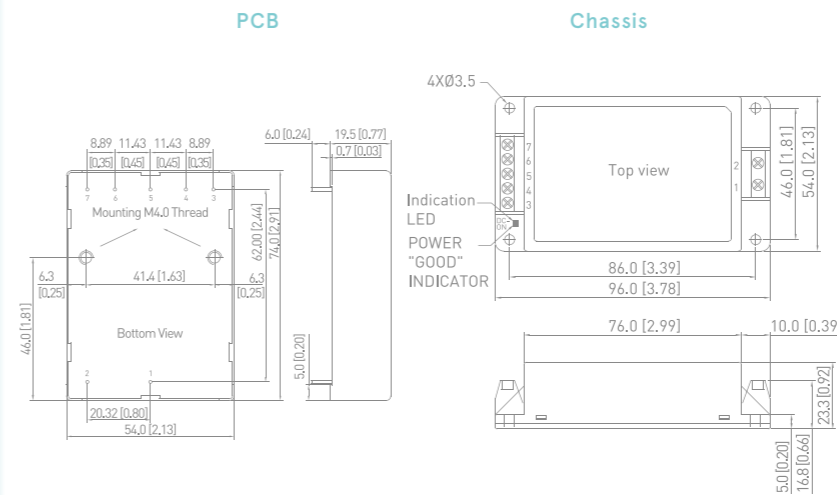 PCB
Chassis
8.89 11.43 11.43 8.89
[0.35] [0.45] [0.45] [0.35]
7 6 5 4 3
Mounting M4.0 Thread
6.3
[0.25]
41.4 [1.63]
6.3
[0.25]
46.0 [1.81]
62.00 [2.44]
74.0 [2.91]
Bottom View
2 1
20.32 [0.80]
54.0 [2.13]
6.0 [0.24]
19.5 [0.77]
0.7 [0.03]
5.0 [0.20]
4XØ3.5
7
6
5
4
3
Top view
2
1
Indication
LED
DC-
ON
POWER
"GOOD"
INDICATOR
46.0 [1.81]
54.0 [2.13]
86.0 [3.39]
96.0 [3.78]
76.0 [2.99]
10.0 [0.39
23.3 [0.92]
5.0 [0.20]
16.8 [0.66]